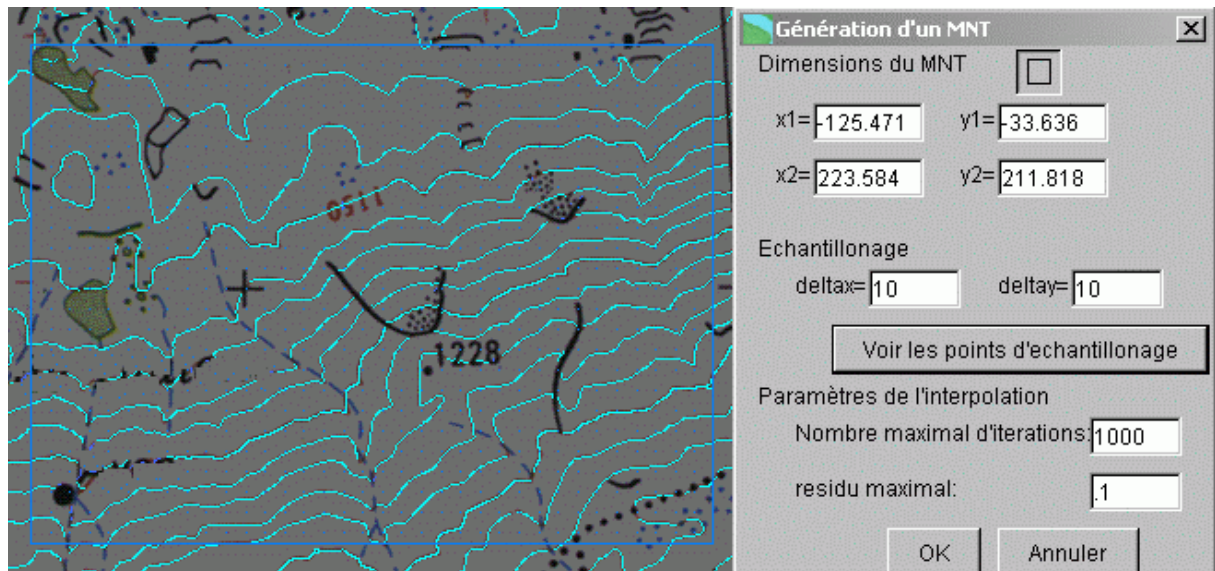 1150
1228
Génération d'un MNT
Dimensions du MNT
x1= -125.471 y1= -33.636
x2= 223.584 y2= 211.818
Echantillonage
deltax= 10 deltay= 10
Voir les points d'echantillonage
Paramètres de l'interpolation
Nombre maximal d'iterations: 1000
residu maximal: .1
OK Annuler